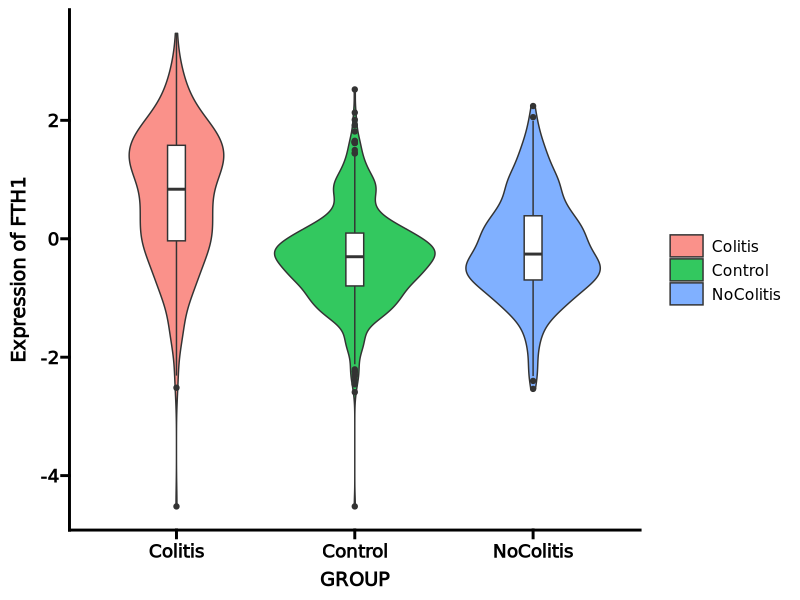 Expression of FTH1
2
0
-2
-4
Colitis
Control
NoColitis
GROUP
Colitis
Control
NoColitis